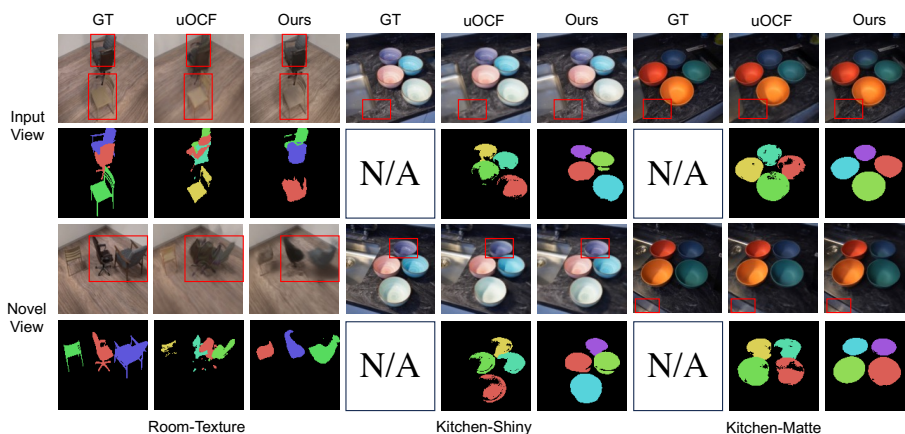 GT uOCF Ours GT uOCF Ours GT uOCF Ours
Input
View
N/A N/A
Novel
View
N/A N/A
Room-Texture Kitchen-Shiny Kitchen-Matte